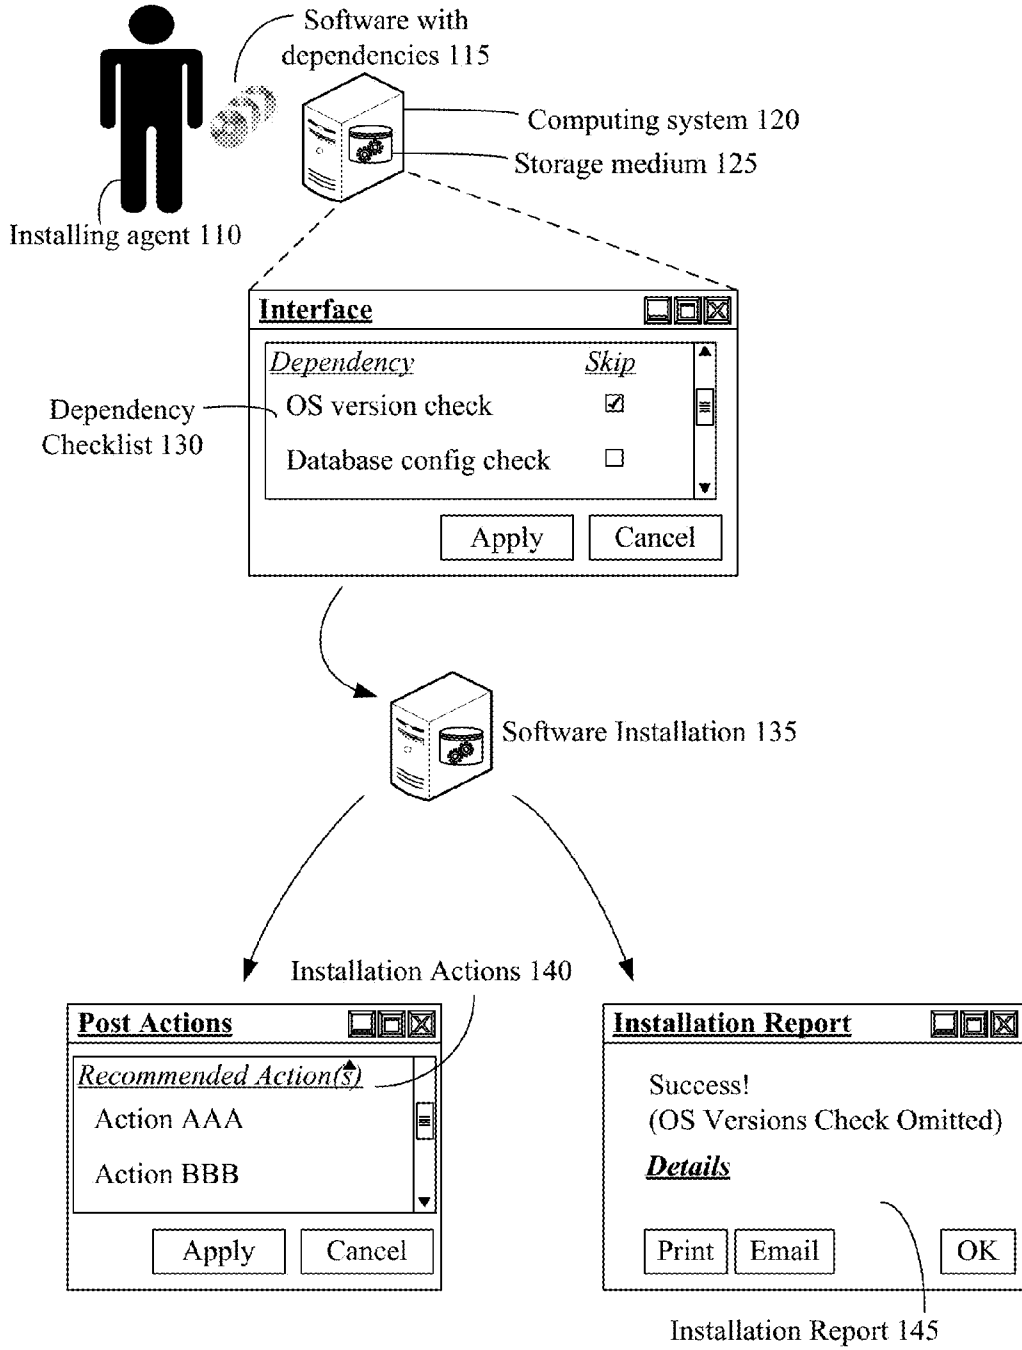 Software with
dependencies 115
Computing system 120
Storage medium 125
Installing agent 110
Interface
Dependency Skip
OS version check
Dependency
Checklist 130
Database config check
Apply Cancel
Software Installation 135
Installation Actions 140
Post Actions
Recommended Action(s)
Action AAA
Action BBB
Apply Cancel
Installation Report
Success!
(OS Versions Check Omitted)
Details
Print Email OK
Installation Report 145